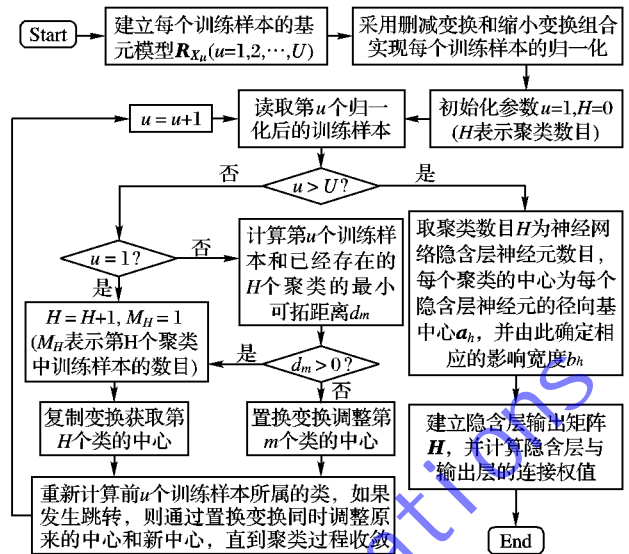 Start
建立每个训练样本的基
元模型R_{X_u}(u=1,2,…,U)
采用删减变换和缩小变换组合
实现每个训练样本的归一化
u=u+1
读取第u个归一
化后的训练样本
初始化参数u=1,H=0
(H表示聚类数目)
否
u>U?
是
u=1?
否
是
计算第u个训练样
本和已经存在的
H个聚类的最小
可拓距离dm
取聚类数目H为神经网
络隐含层神经元数目，
每个聚类的中心为每个
隐含层神经元的径向基
中心ah，并由此确定相
应的影响宽度bh
H=H+1, MH=1
(MH表示第H个聚类
中训练样本的数目)
是
dm>0?
否
复制变换获取第
H个类的中心
置换变换调整第
m个类的中心
建立隐含层输出矩阵
H，并计算隐含层与
输出层的连接权值
重新计算前u个训练样本所属的类，如果
发生跳转，则通过置换变换同时调整原
来的中心和新中心，直到聚类过程收敛
End
ations